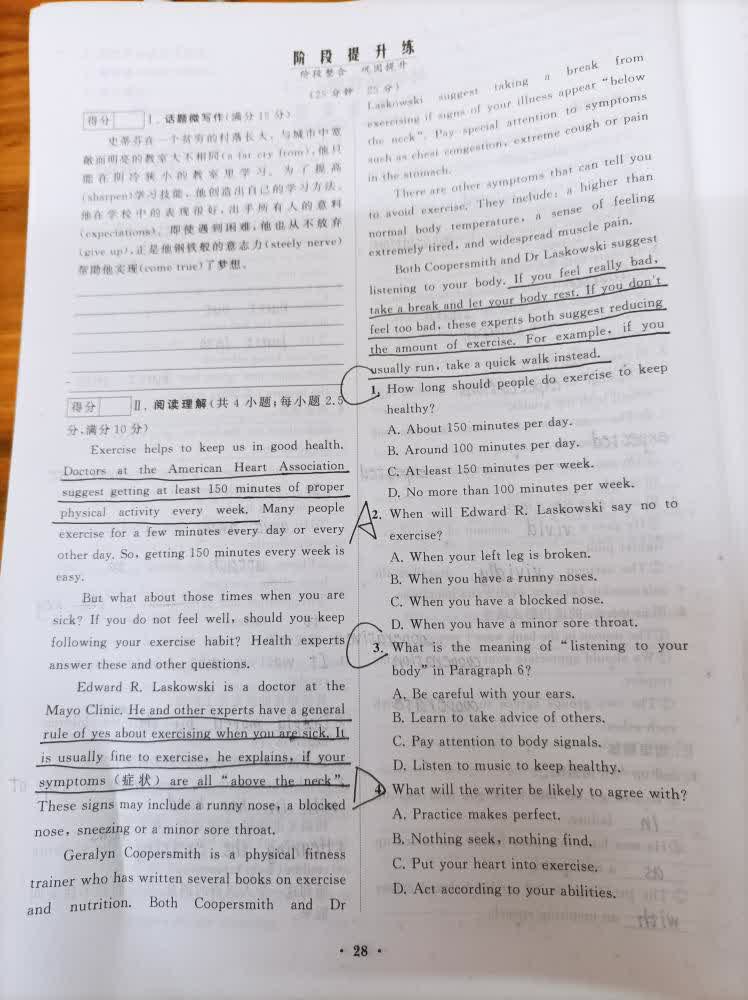 阶段提升练
阶段整合 巩固提升
(25分钟 25分)
得分 Ⅰ. 话题微写作(满分15分)
史蒂芬在一个贫穷的村落长大,与城市中宽
敞而明亮的教室大不相同(a far cry from),他只
能在阴冷狭小的教室里学习。为了提高
(sharpen)学习技能,他创造出自己的学习方法。
他在学校中的表现很好,出乎所有人的意料
(expectations)。即使遇到困难,他也从不放弃
(give up),正是他钢铁般的意志力(steely nerve)
帮助他实现(come true)了梦想。
得分 Ⅱ. 阅读理解(共4小题;每小题2.5
分,满分10分)
Exercise helps to keep us in good health.
Doctors at the American Heart Association
suggest getting at least 150 minutes of proper
physical activity every week. Many people
exercise for a few minutes every day or every
other day. So, getting 150 minutes every week is
easy.
But what about those times when you are
sick? If you do not feel well, should you keep
following your exercise habit? Health experts
answer these and other questions.
Edward R. Laskowski is a doctor at the
Mayo Clinic. He and other experts have a general
rule of yes about exercising when you are sick. It
is usually fine to exercise, he explains, if your
symptoms (症状) are all “above the neck”.
These signs may include a runny nose, a blocked
nose, sneezing or a minor sore throat.
Geralyn Coopersmith is a physical fitness
trainer who has written several books on exercise
and nutrition. Both Coopersmith and Dr
Laskowski suggest taking a break from
exercising if signs of your illness appear “below
the neck”. Pay special attention to symptoms
such as chest congestion, extreme cough or pain
in the stomach.
There are other symptoms that can tell you
to avoid exercise. They include: a higher than
normal body temperature, a sense of feeling
extremely tired, and widespread muscle pain.
Both Coopersmith and Dr Laskowski suggest
listening to your body. If you feel really bad,
take a break and let your body rest. If you don't
feel too bad, these experts both suggest reducing
the amount of exercise. For example, if you
usually run, take a quick walk instead.
C 1. How long should people do exercise to keep
healthy?
A. About 150 minutes per day.
B. Around 100 minutes per day.
C. At least 150 minutes per week.
D. No more than 100 minutes per week.
A 2. When will Edward R. Laskowski say no to
exercise?
A. When your left leg is broken.
B. When you have a runny noses.
C. When you have a blocked nose.
D. When you have a minor sore throat.
C 3. What is the meaning of “listening to your
body” in Paragraph 6?
A. Be careful with your ears.
B. Learn to take advice of others.
C. Pay attention to body signals.
D. Listen to music to keep healthy.
D 4. What will the writer be likely to agree with?
A. Practice makes perfect.
B. Nothing seek, nothing find.
C. Put your heart into exercise.
D. Act according to your abilities.
· 28 ·